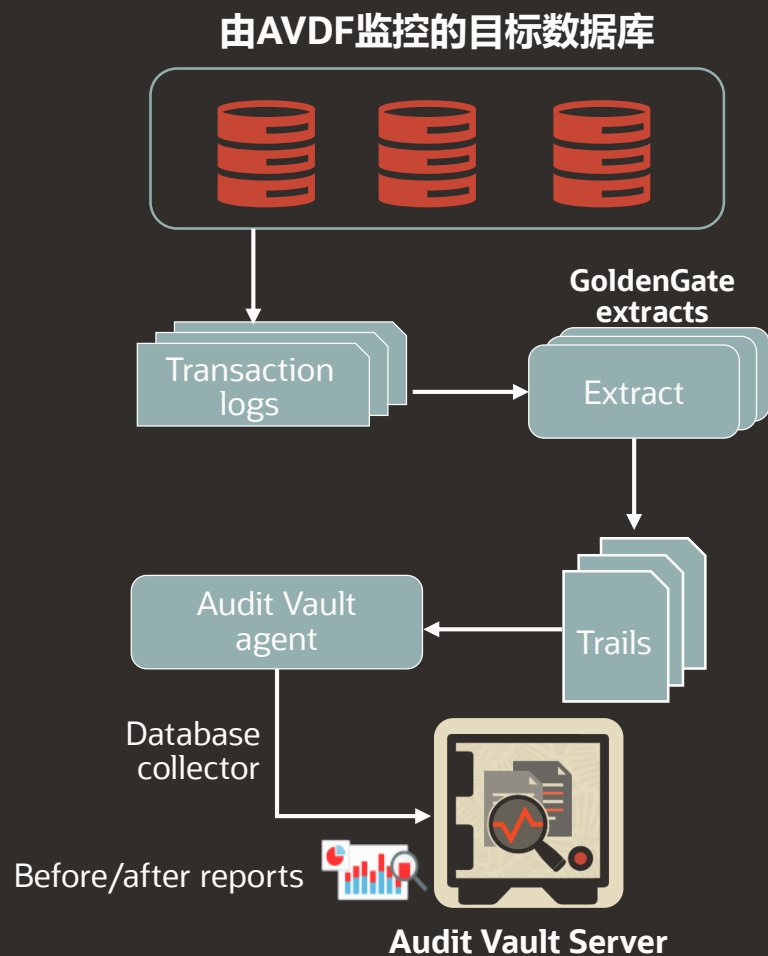 由AVDF监控的目标数据库
GoldenGate
extracts
Transaction
logs
Extract
Audit Vault
agent
Trails
Database
collector
Before/after reports
Audit Vault Server